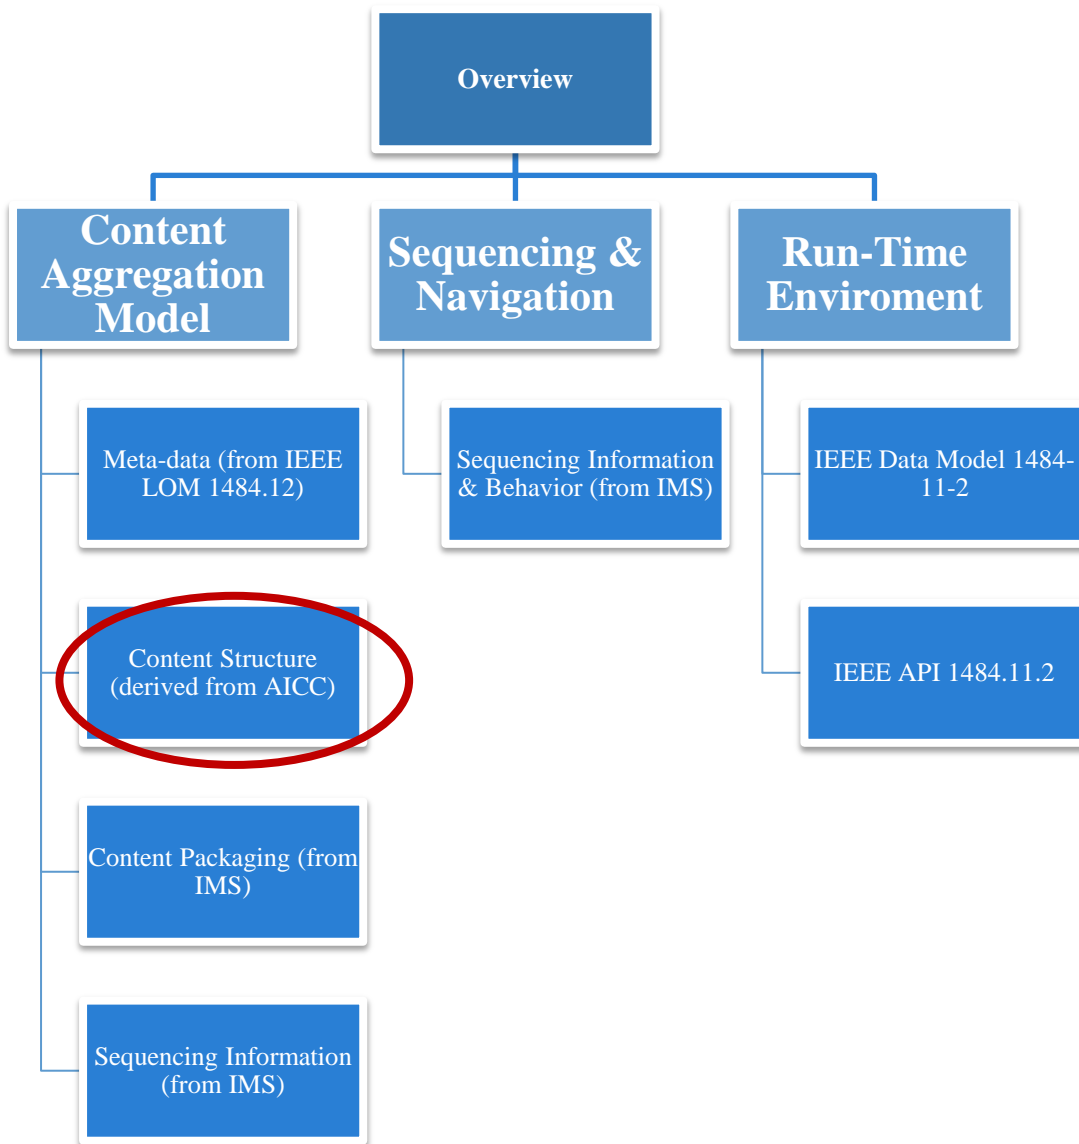 Overview
Content
Aggregation
Model
Sequencing &
Navigation
Run-Time
Enviroment
Meta-data (from IEEE
LOM 1484.12)
Sequencing Information
& Behavior (from IMS)
IEEE Data Model 1484-
11-2
Content Structure
(derived from AICC)
IEEE API 1484.11.2
Content Packaging (from
IMS)
Sequencing Information
(from IMS)